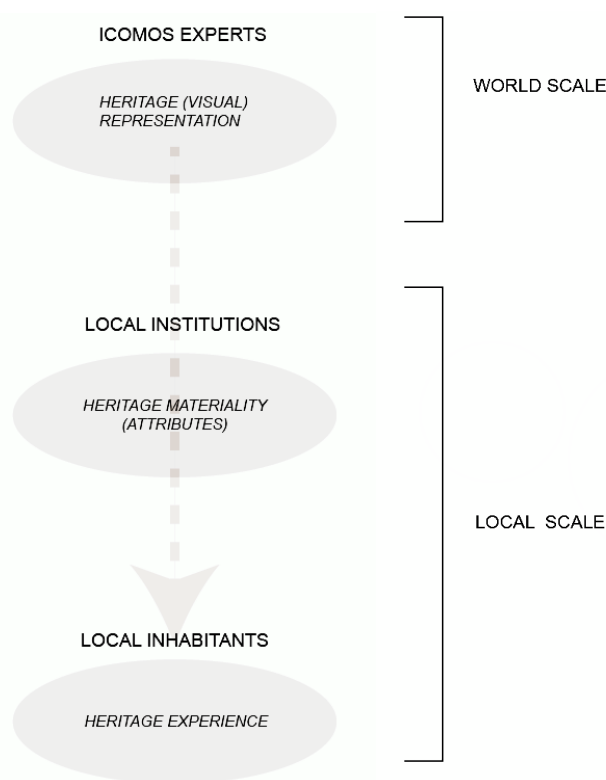 ICOMOS EXPERTS
HERITAGE (VISUAL)
REPRESENTATION
WORLD SCALE
LOCAL INSTITUTIONS
HERITAGE MATERIALITY
(ATTRIBUTES)
LOCAL SCALE
LOCAL INHABITANTS
HERITAGE EXPERIENCE